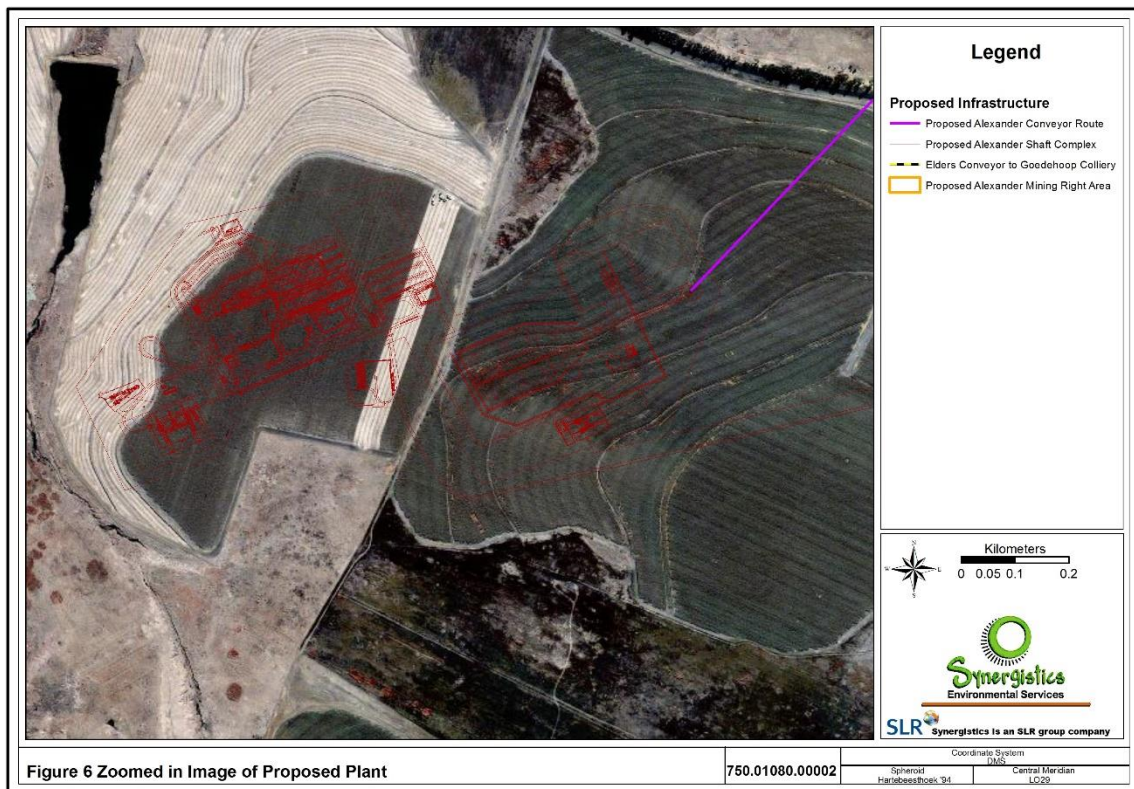 Legend
Proposed Infrastructure
Proposed Alexander Conveyor Route
Proposed Alexander Shaft Complex
Elders Conveyor to Goedehoop Colliery
Proposed Alexander Mining Right Area
N
W
E
S
Kilometers
0 0.05 0.1 0.2
Synergistics
Environmental Services
SLR Synergistics is an SLR group company
Figure 6 Zoomed in Image of Proposed Plant
750.01080.00002
Coordinate System
DMS
Spheroid
Hartebeesthoek '94
Central Meridian
LO29